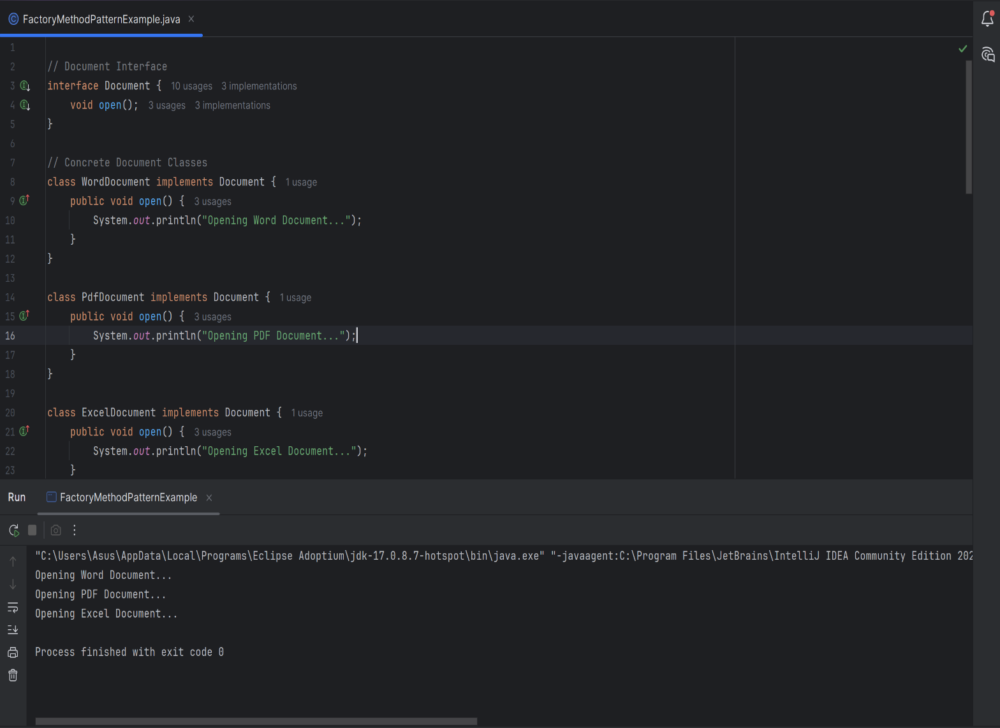 FactoryMethodPatternExample.java
1
2 // Document Interface
3 interface Document { 10 usages 3 implementations
4 void open(); 3 usages 3 implementations
5 }
6
7 // Concrete Document Classes
8 class WordDocument implements Document { 1 usage
9 public void open() { 3 usages
10 System.out.println("Opening Word Document...");
11 }
12 }
13
14 class PdfDocument implements Document { 1 usage
15 public void open() { 3 usages
16 System.out.println("Opening PDF Document...");
17 }
18 }
19
20 class ExcelDocument implements Document { 1 usage
21 public void open() { 3 usages
22 System.out.println("Opening Excel Document...");
23 }
Run FactoryMethodPatternExample
"C:\Users\Asus\AppData\Local\Programs\Eclipse Adoptium\jdk-17.0.8.7-hotspot\bin\java.exe" "-javaagent:C:\Program Files\JetBrains\IntelliJ IDEA Community Edition 202
Opening Word Document...
Opening PDF Document...
Opening Excel Document...
Process finished with exit code 0